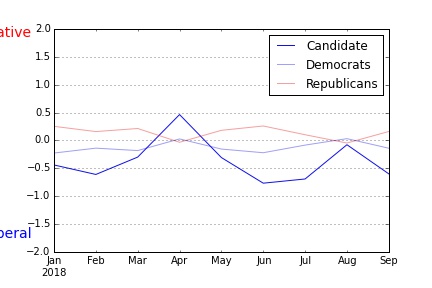 ative
2.0
Candidate
Democrats
Republicans
1.5
1.0
0.5
0.0
−0.5
−1.0
−1.5
beral
−2.0
Jan Feb Mar Apr May Jun Jul Aug Sep
2018